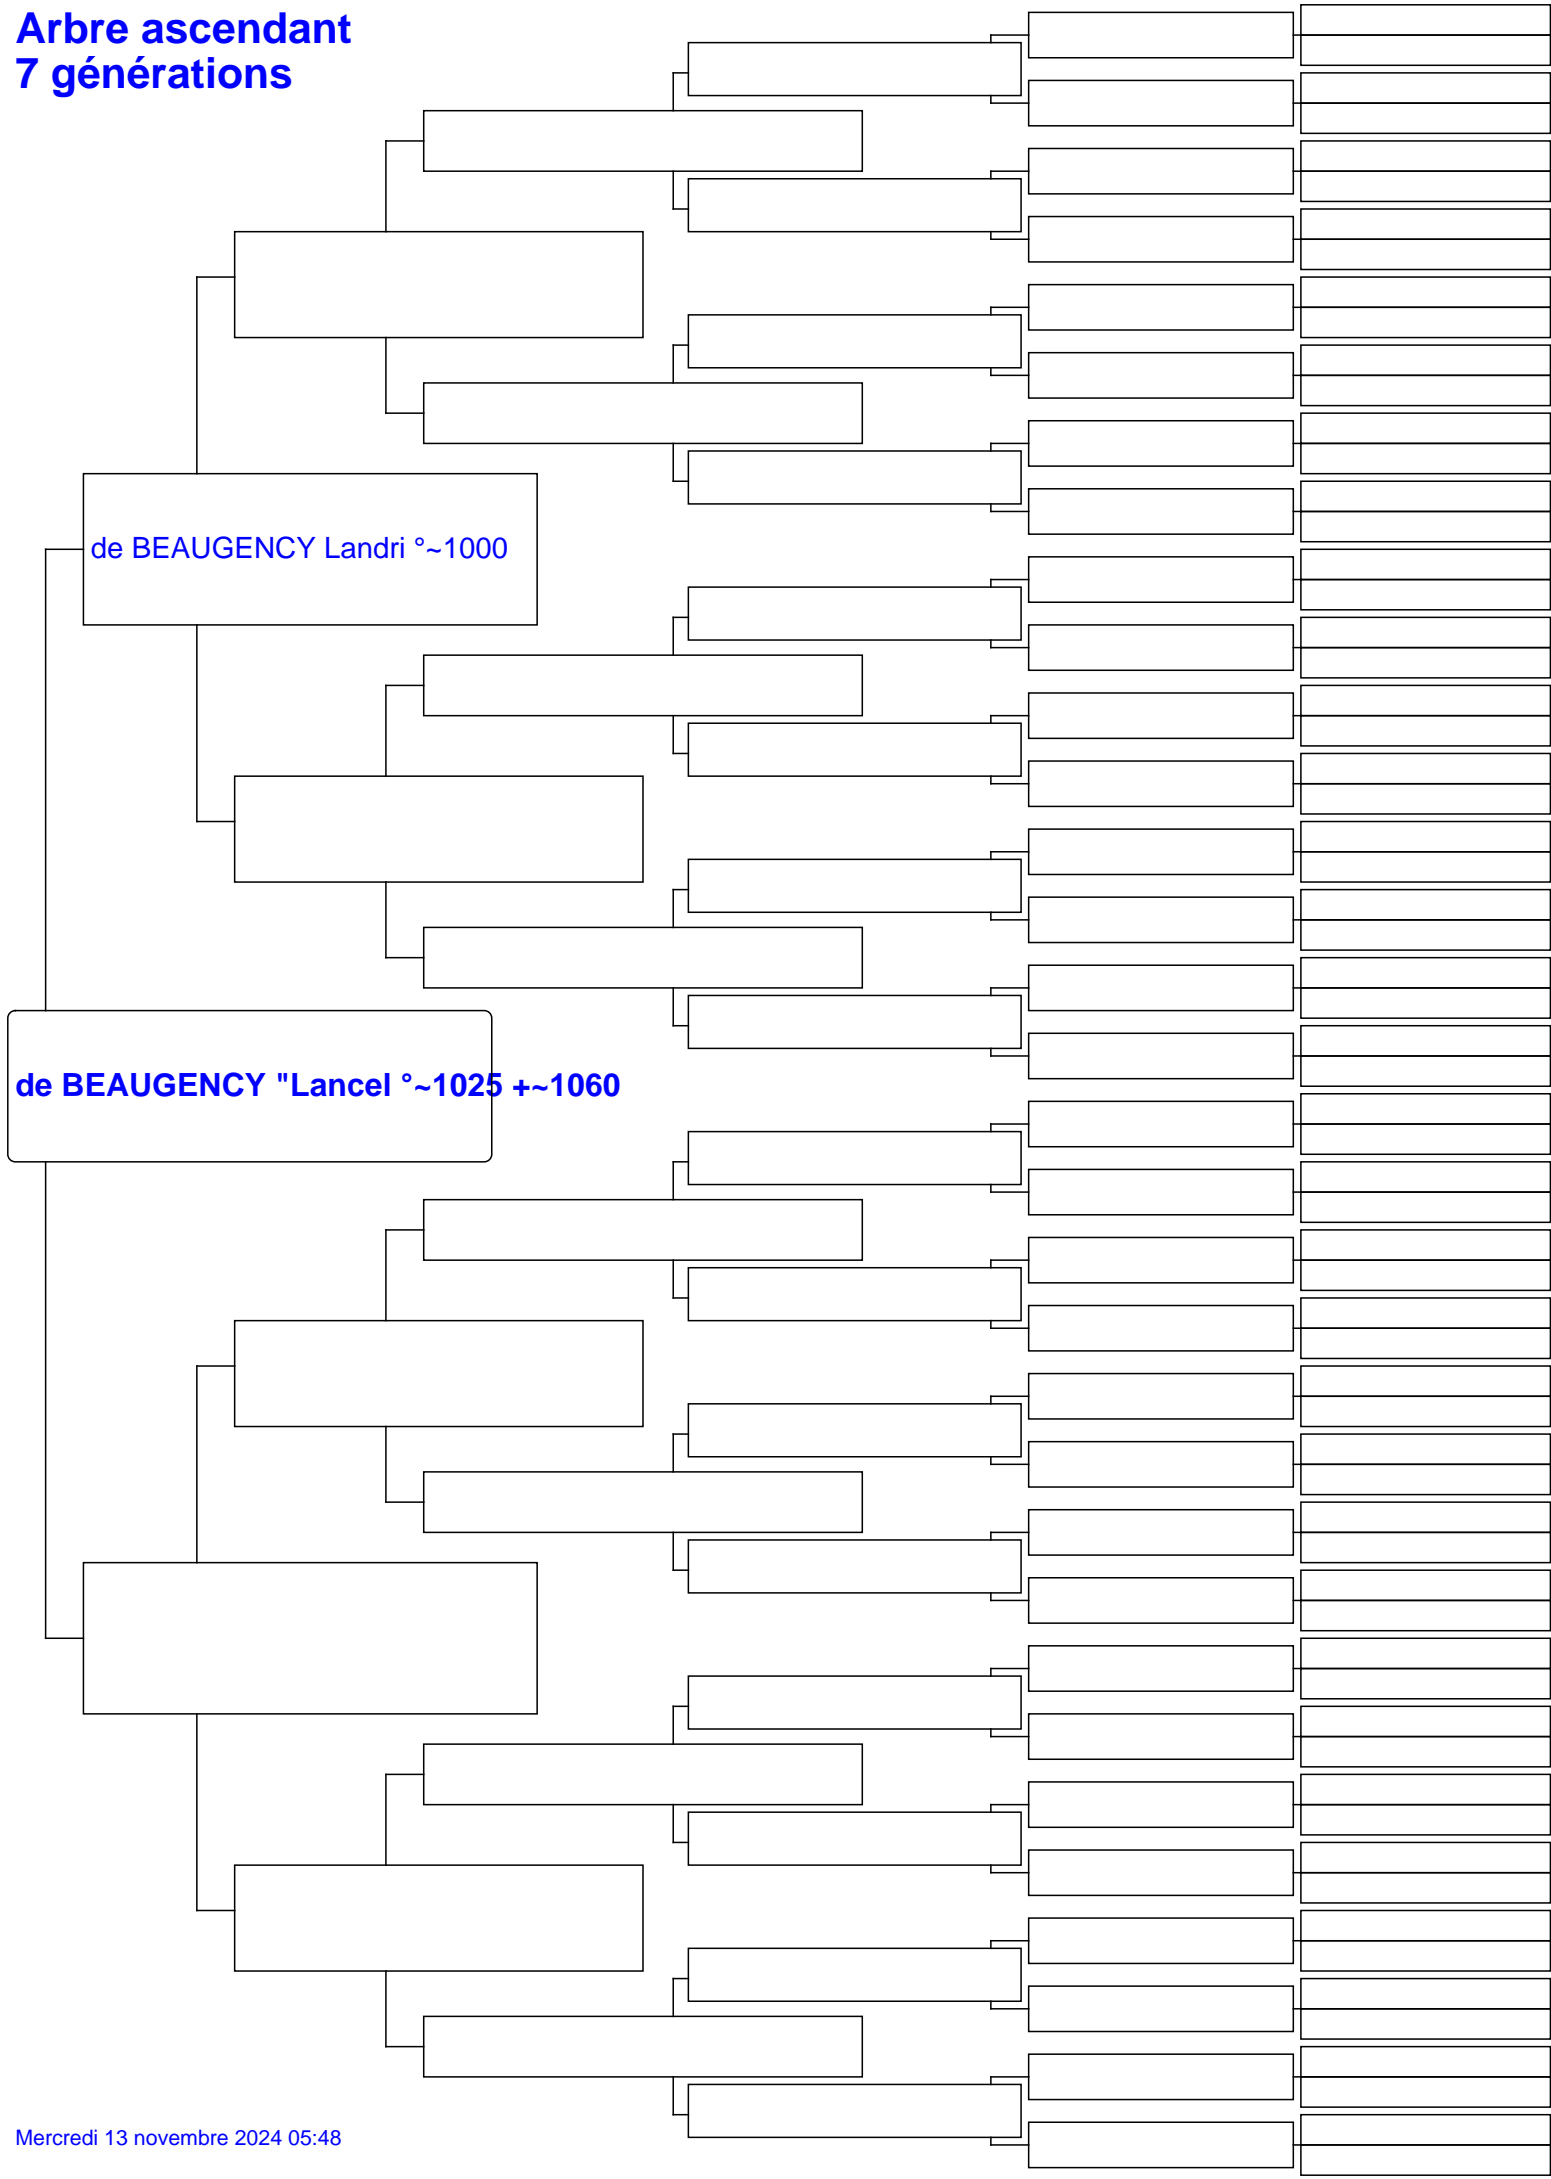 Arbre ascendant
7 générations
de BEAUGENCY Landri °~1000
de BEAUGENCY "Lancel °~1025 +~1060
Mercredi 13 novembre 2024 05:48